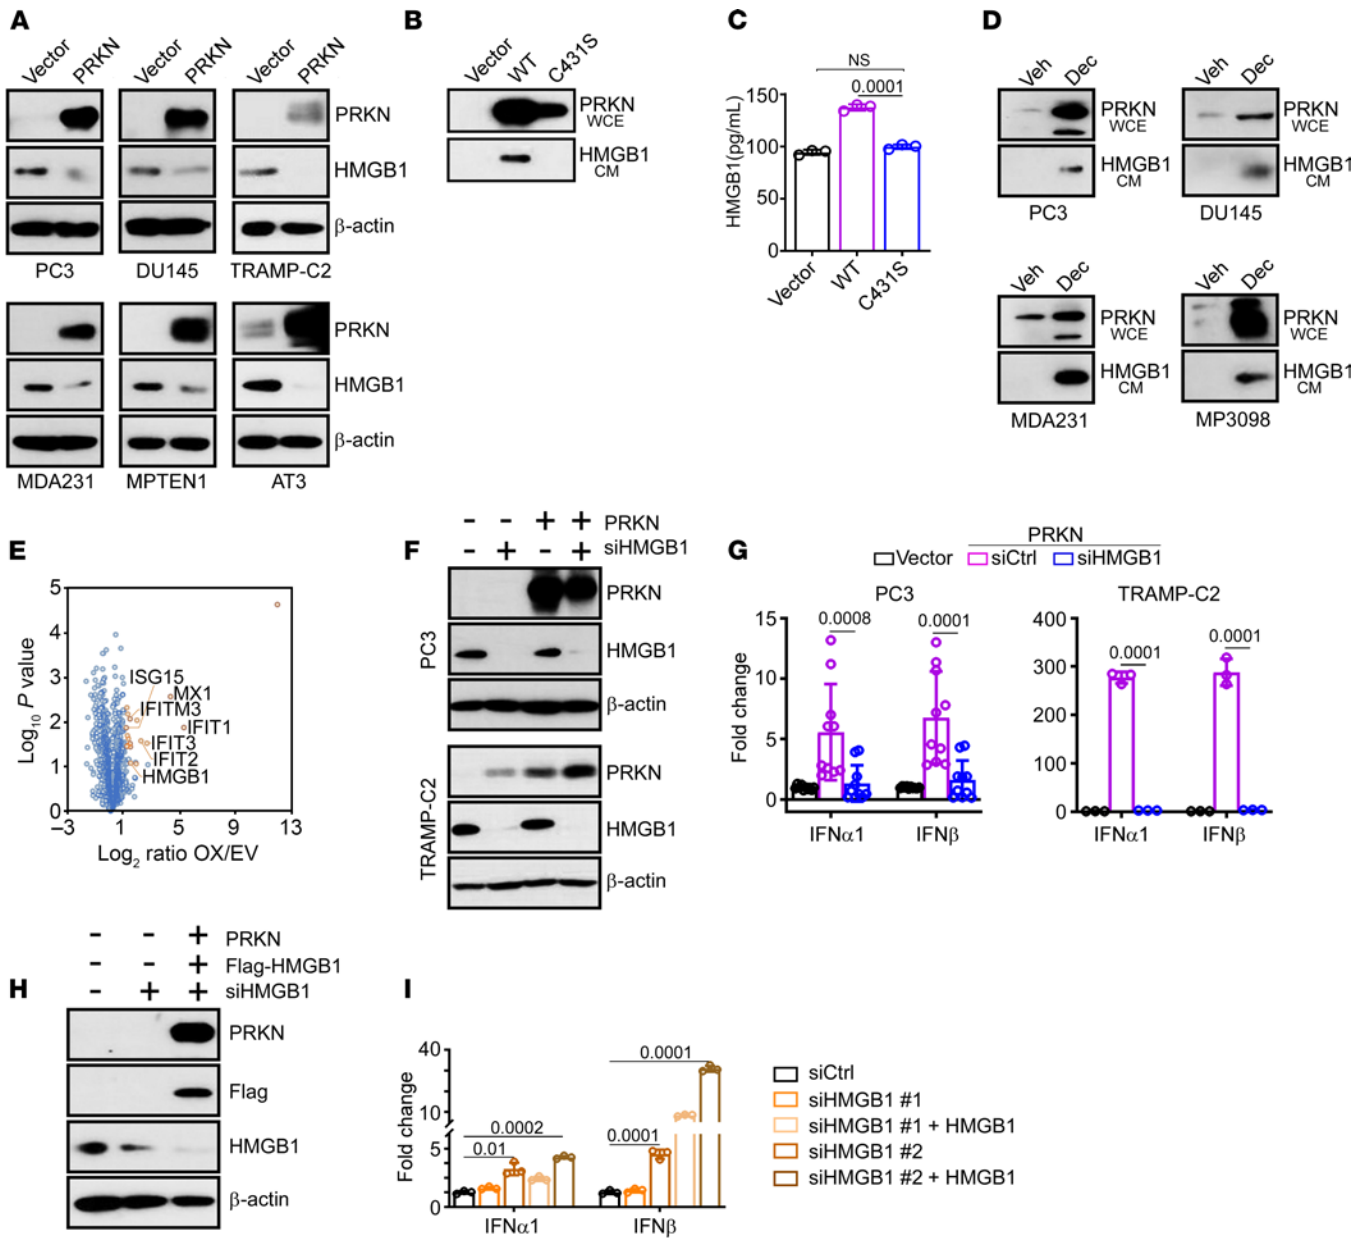 A
Vector
PRKN
Vector
PRKN
Vector
PRKN
PRKN
HMGB1
β-actin
PC3
DU145
TRAMP-C2
PRKN
HMGB1
β-actin
MDA231
MPTEN1
AT3
B
Vector
WT
C431S
PRKN
WCE
HMGB1
CM
C
NS
0.0001
150
100
50
0
HMGB1(pg/mL)
Vector
WT
C431S
D
Veh
Dec
Veh
Dec
PRKN
WCE
PRKN
WCE
HMGB1
CM
HMGB1
CM
PC3
DU145
Veh
Dec
Veh
Dec
PRKN
WCE
PRKN
WCE
HMGB1
CM
HMGB1
CM
MDA231
MP3098
E
5
4
3
2
1
0
Log10 P value
ISG15
MX1
IFITM3
IFIT1
IFIT3
IFIT2
HMGB1
−3
1
5
9
13
Log2 ratio OX/EV
F
− − + + PRKN
− + − + siHMGB1
PC3
PRKN
HMGB1
β-actin
TRAMP-C2
PRKN
HMGB1
β-actin
G
PRKN
Vector
siCtrl
siHMGB1
PC3
TRAMP-C2
Fold change
15
10
5
0
0.0008
0.0001
IFNα1
IFNβ
400
300
200
100
0
0.0001
0.0001
IFNα1
IFNβ
H
− − + PRKN
− − + Flag-HMGB1
− + + siHMGB1
PRKN
Flag
HMGB1
β-actin
I
Fold change
40
10
5
0
0.01
0.0002
0.0001
0.0001
IFNα1
IFNβ
siCtrl
siHMGB1 #1
siHMGB1 #1 + HMGB1
siHMGB1 #2
siHMGB1 #2 + HMGB1